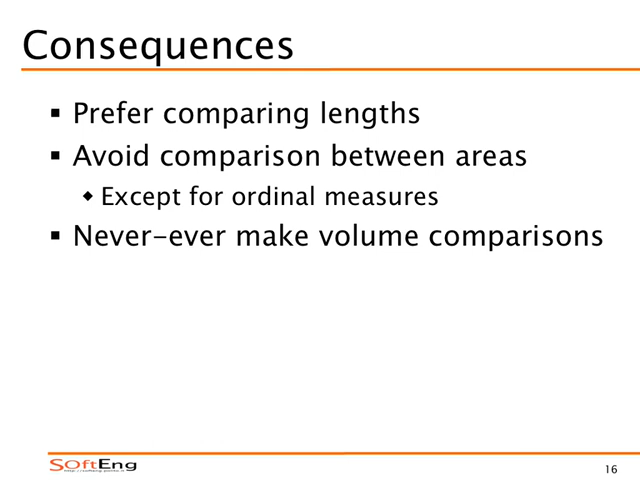 Consequences
▪ Prefer comparing lengths
▪ Avoid comparison between areas
◆ Except for ordinal measures
▪ Never-ever make volume comparisons
SOftEng
16